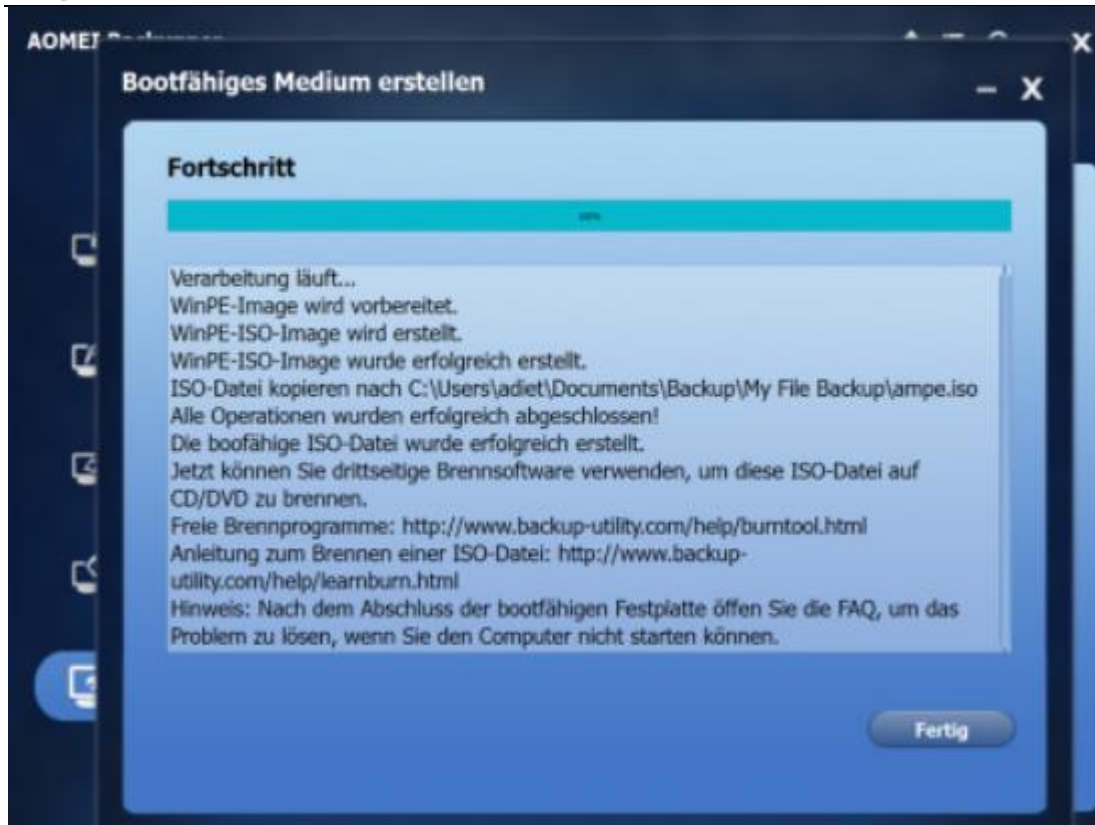 AOMEI
Bootfähiges Medium erstellen
Fortschritt
Verarbeitung läuft...
WinPE-Image wird vorbereitet.
WinPE-ISO-Image wird erstellt.
WinPE-ISO-Image wurde erfolgreich erstellt.
ISO-Datei kopieren nach C:\Users\adiet\Documents\Backup\My File Backup\ampe.iso
Alle Operationen wurden erfolgreich abgeschlossen!
Die boofähige ISO-Datei wurde erfolgreich erstellt.
Jetzt können Sie drittseitige Brennsoftware verwenden, um diese ISO-Datei auf
CD/DVD zu brennen.
Freie Brennprogramme: http://www.backup-utility.com/help/burntool.html
Anleitung zum Brennen einer ISO-Datei: http://www.backup-
utility.com/help/learnburn.html
Hinweis: Nach dem Abschluss der bootfähigen Festplatte öffen Sie die FAQ, um das
Problem zu lösen, wenn Sie den Computer nicht starten können.
Fertig